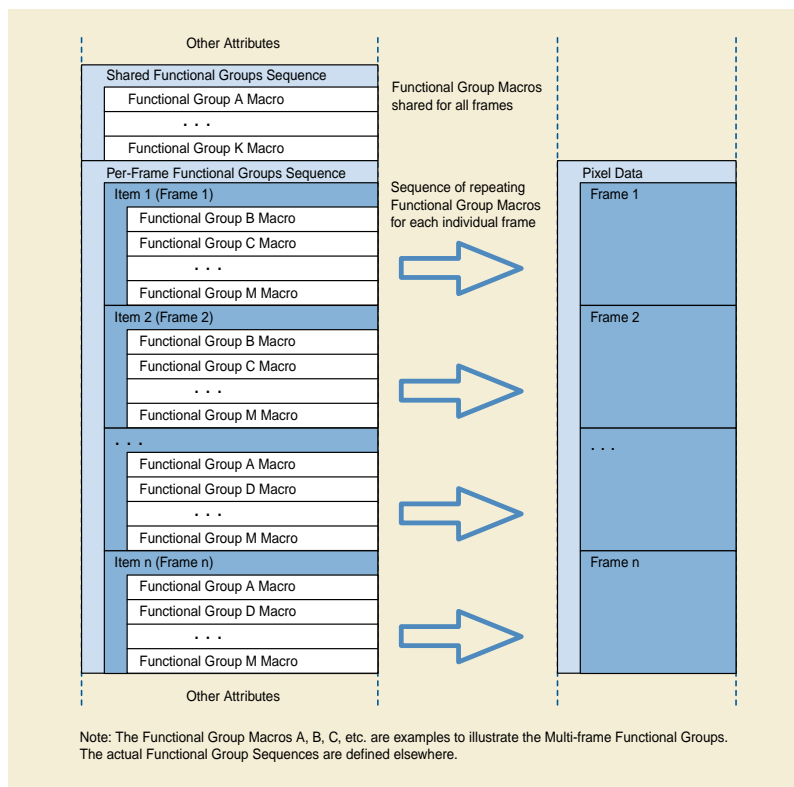 Other Attributes
Shared Functional Groups Sequence
Functional Group A Macro
. . .
Functional Group K Macro
Functional Group Macros
shared for all frames
Per-Frame Functional Groups Sequence
Item 1 (Frame 1)
Functional Group B Macro
Functional Group C Macro
. . .
Functional Group M Macro
Item 2 (Frame 2)
Functional Group B Macro
Functional Group C Macro
. . .
Functional Group M Macro
. . .
Functional Group A Macro
Functional Group D Macro
. . .
Functional Group M Macro
Item n (Frame n)
Functional Group A Macro
Functional Group D Macro
. . .
Functional Group M Macro
Other Attributes
Sequence of repeating
Functional Group Macros
for each individual frame
Pixel Data
Frame 1
Frame 2
. . .
Frame n
Note: The Functional Group Macros A, B, C, etc. are examples to illustrate the Multi-frame Functional Groups.
The actual Functional Group Sequences are defined elsewhere.